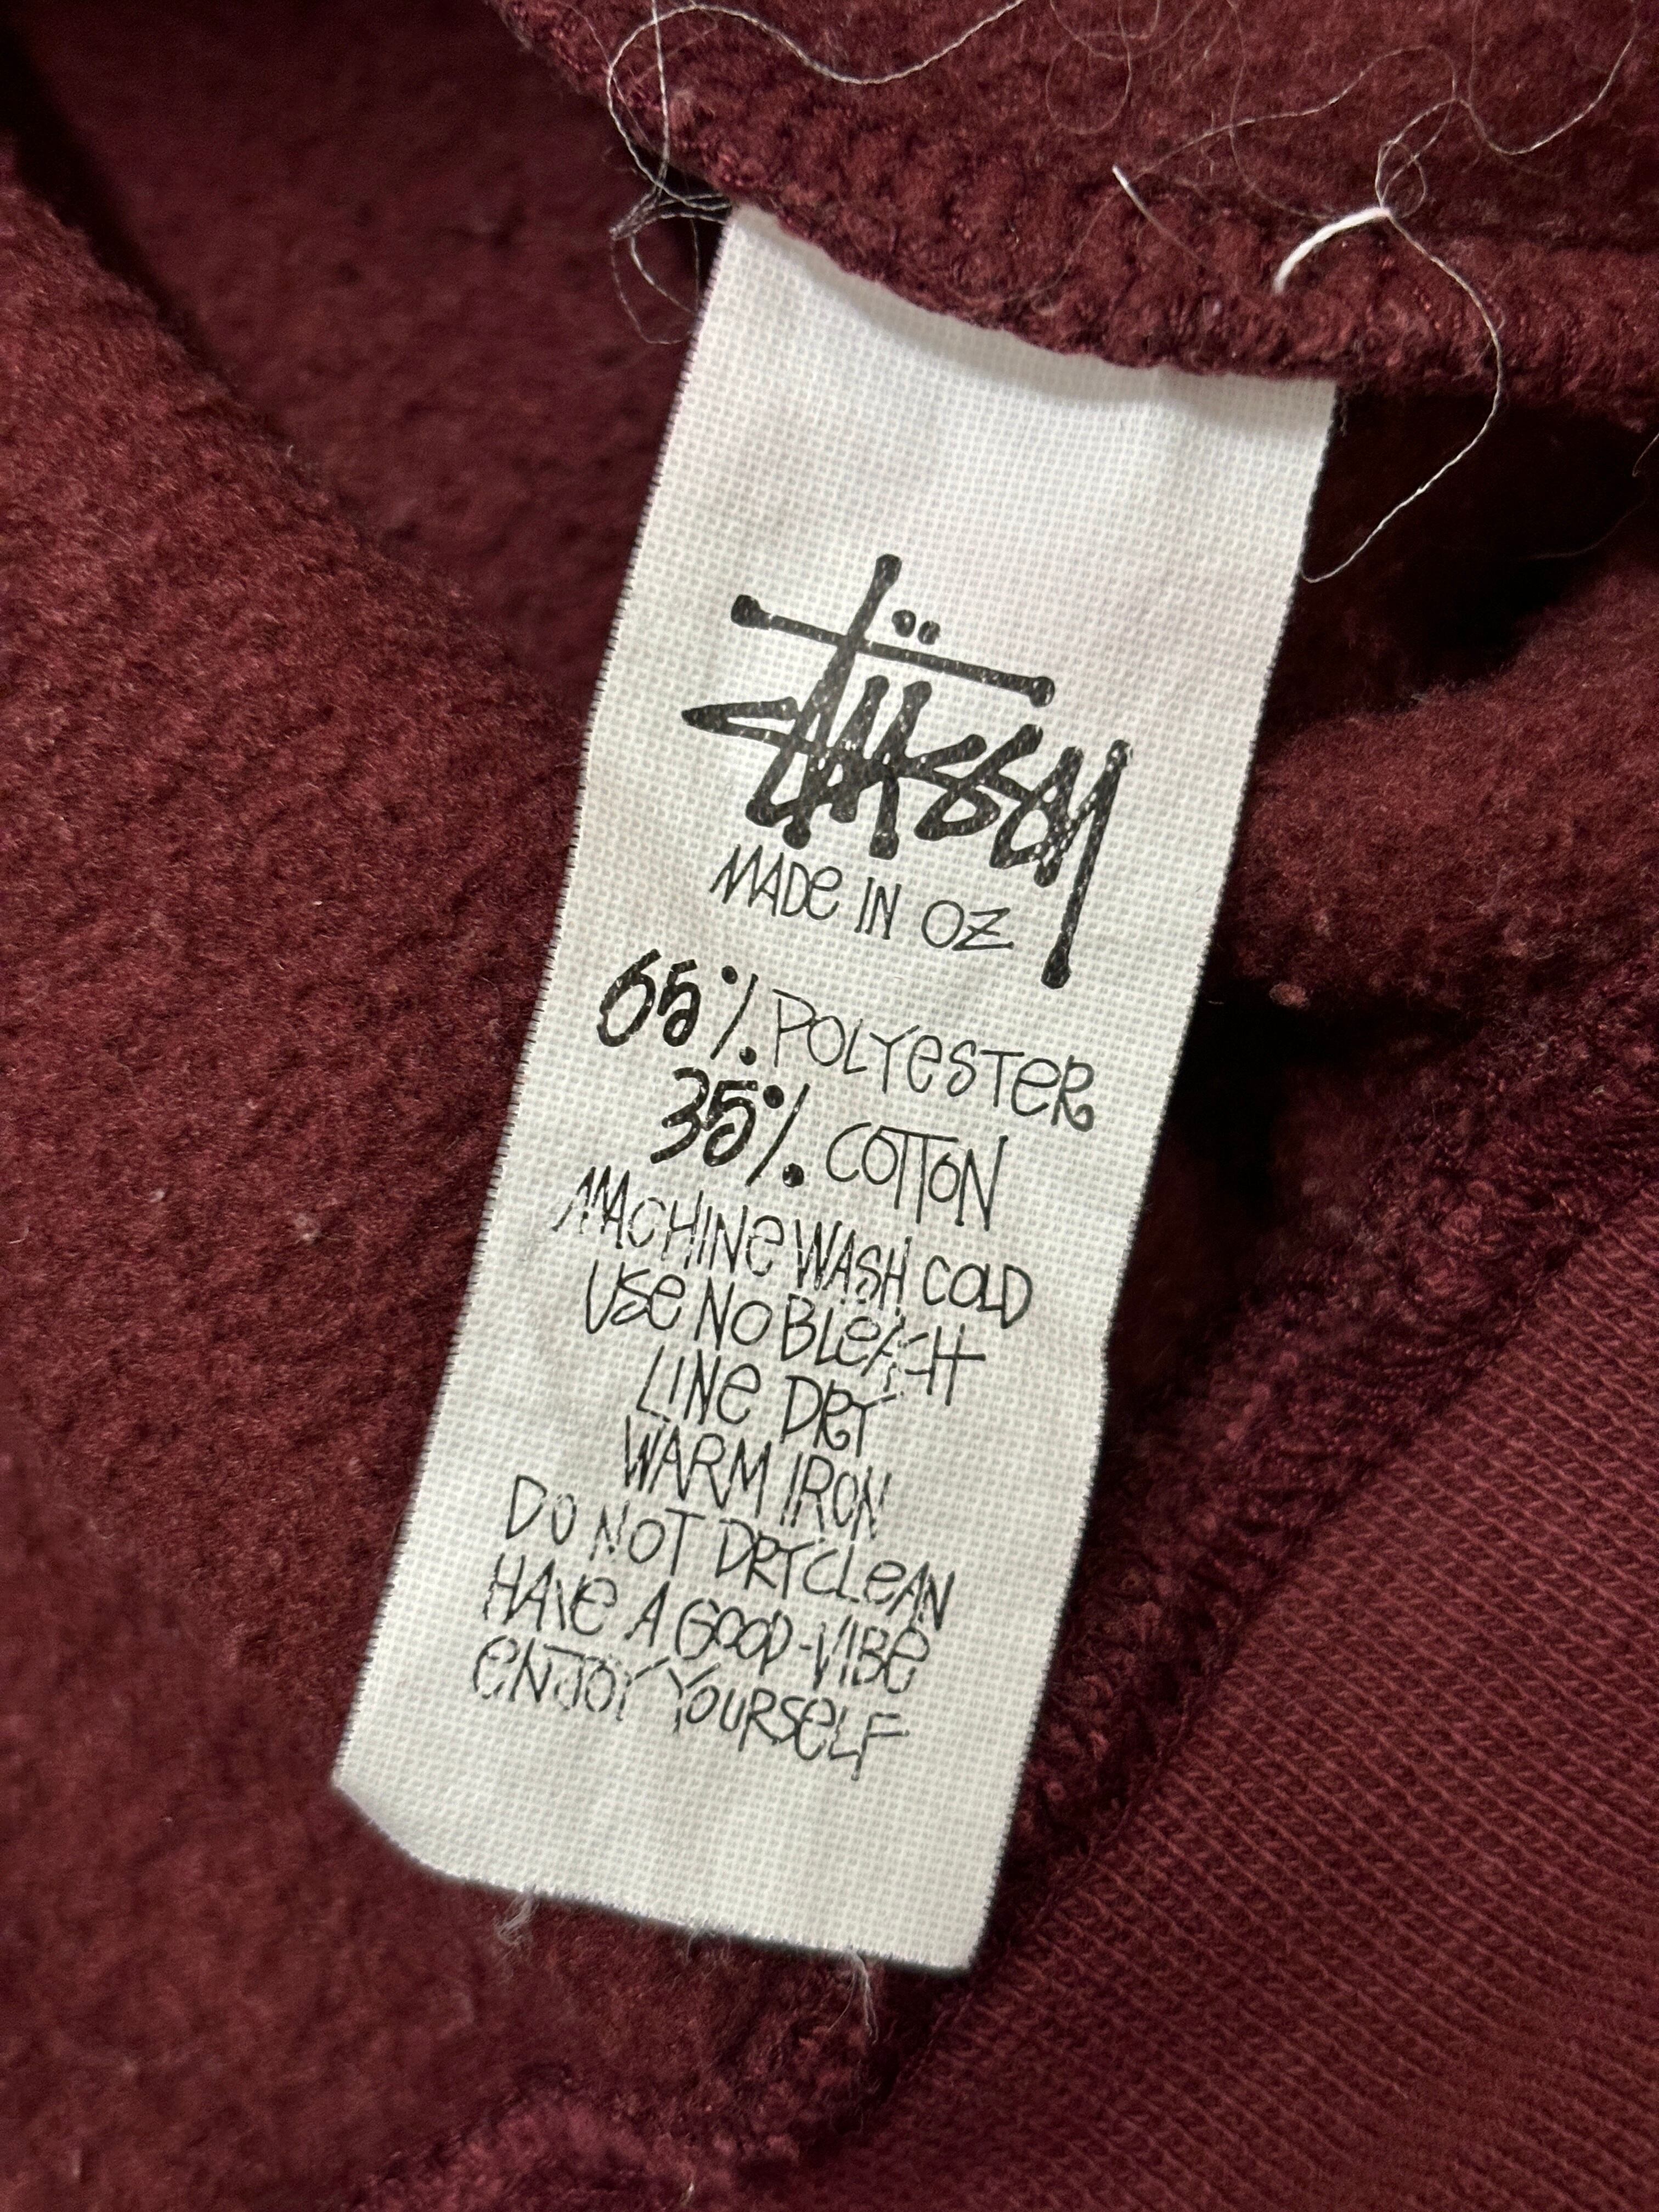 Stüssy
MADe IN OZ
65% POLYeSTeR
35% COTTON
MACHINe WASH COLD
USe NO BLeACH
LINe DRY
WARM IRON
DO NOT DRYCLeAN
HAVe A GOOD-VIBe
eNJOY YOURSeLF